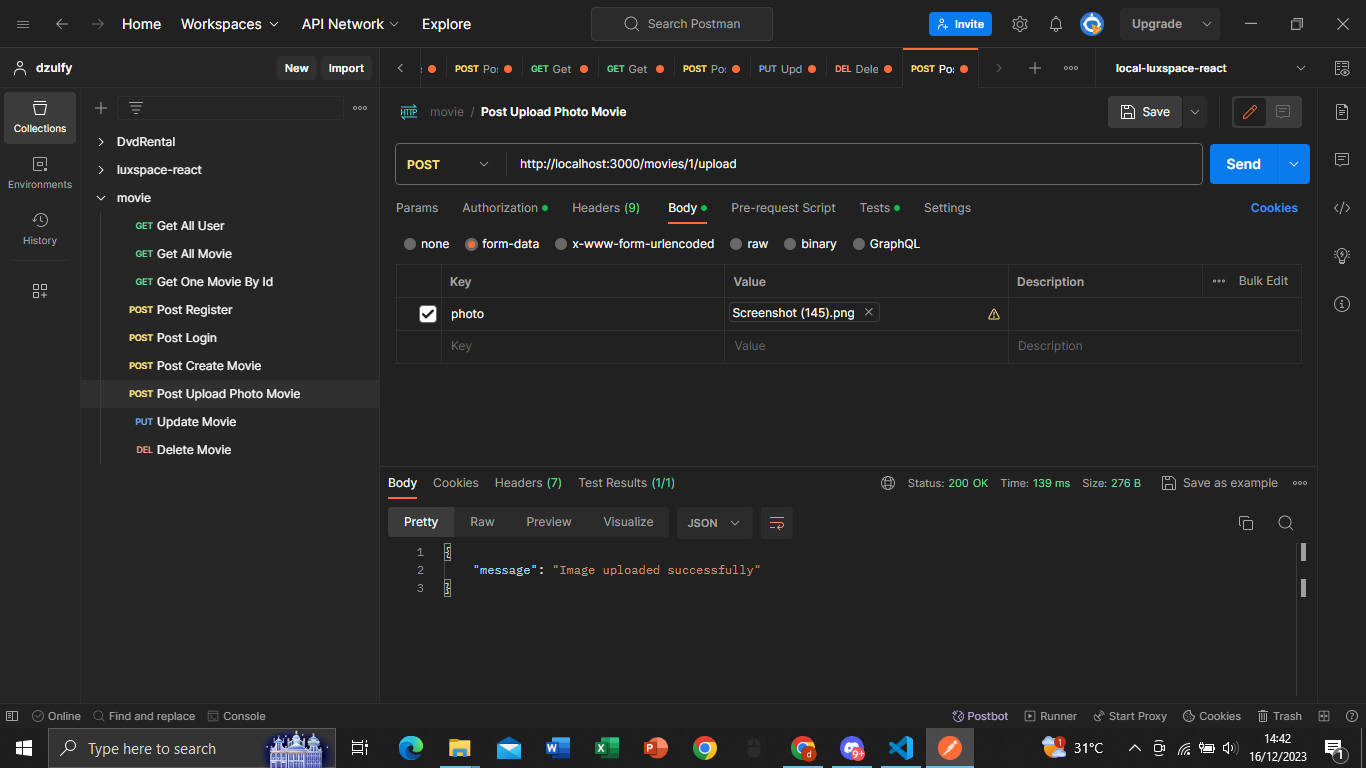 Home Workspaces API Network Explore Search Postman Invite Upgrade
dzulfy New Import POST Po: GET Get GET Get POST Po: PUT Upd DEL Dele POST Po: local-luxspace-react
Collections
Environments
History
DvdRental
luxspace-react
movie
GET Get All User
GET Get All Movie
GET Get One Movie By Id
POST Post Register
POST Post Login
POST Post Create Movie
POST Post Upload Photo Movie
PUT Update Movie
DEL Delete Movie
HTTP movie / Post Upload Photo Movie Save
POST http://localhost:3000/movies/1/upload Send
Params Authorization Headers (9) Body Pre-request Script Tests Settings Cookies
none form-data x-www-form-urlencoded raw binary GraphQL
Key Value Description Bulk Edit
photo Screenshot (145).png
Key Value Description
Body Cookies Headers (7) Test Results (1/1) Status: 200 OK Time: 139 ms Size: 276 B Save as example
Pretty Raw Preview Visualize JSON
1 {
2 "message": "Image uploaded successfully"
3 }
Online Find and replace Console Postbot Runner Start Proxy Cookies Trash
Type here to search 9+ 1 31°C 14:42
16/12/2023 1